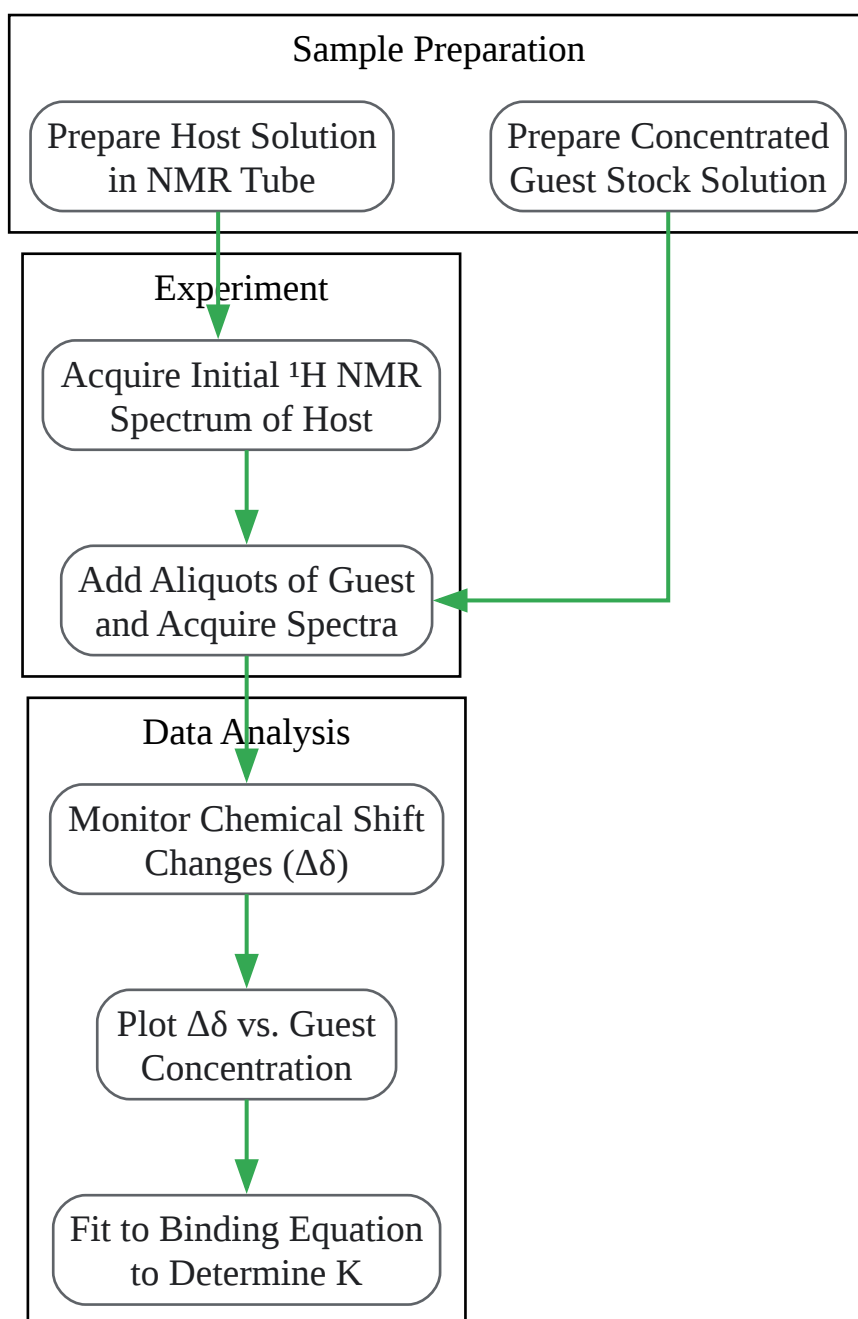 Sample Preparation
Prepare Host Solution
in NMR Tube
Prepare Concentrated
Guest Stock Solution
Experiment
Acquire Initial ¹H NMR
Spectrum of Host
Add Aliquots of Guest
and Acquire Spectra
Data Analysis
Monitor Chemical Shift
Changes (Δδ)
Plot Δδ vs. Guest
Concentration
Fit to Binding Equation
to Determine K